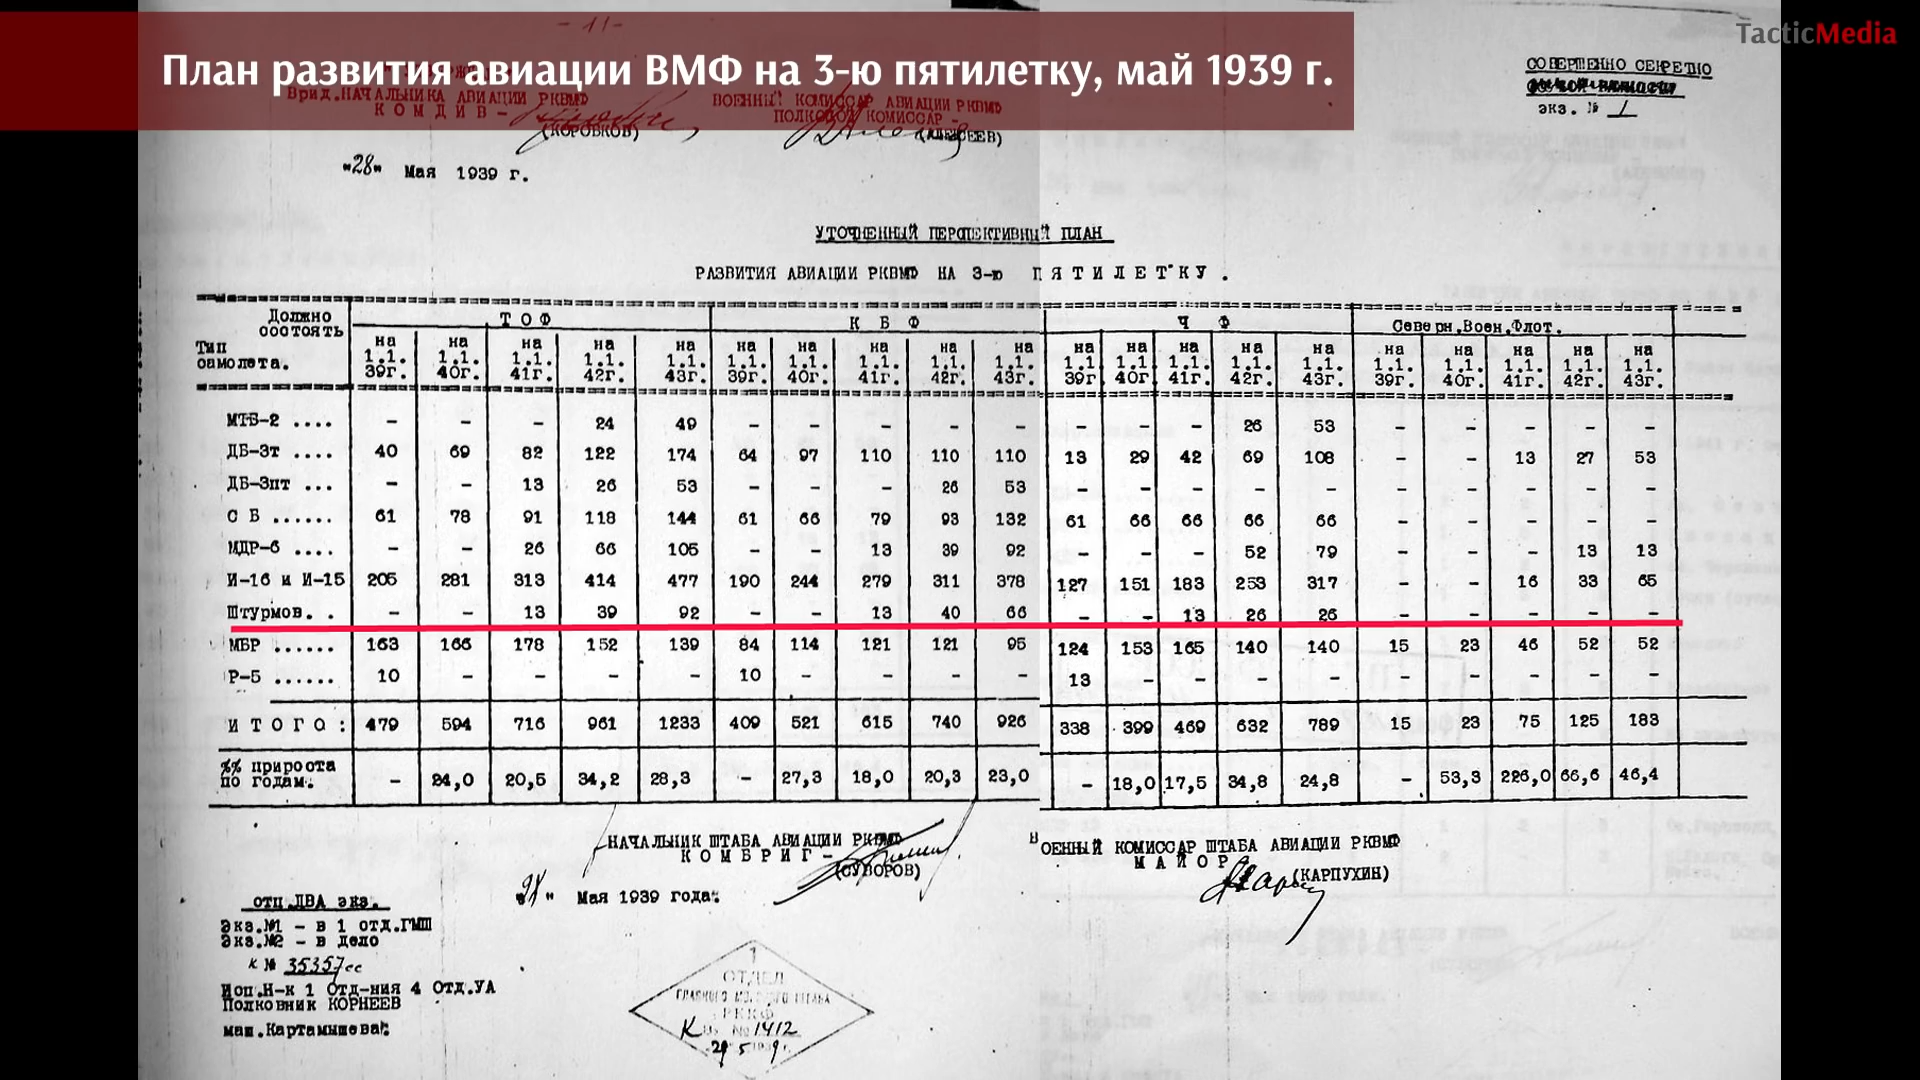 TacticMedia
План развития авиации ВМФ на 3-ю пятилетку, май 1939 г.
- 11 -
СОВЕРШЕННО СЕКРЕТНО
экз. № 1
Врид.НАЧАЛЬНИКА АВИАЦИИ РКВМФ ВОЕННЫЙ КОМИССАР АВИАЦИИ РКВМФ
КОМДИВ- ПОЛКОВОЙ КОМИССАР-
(КОРОВКОВ) (АЛЕКСЕЕВ)
"28" Мая 1939 г.
УТОЧНЕННЫЙ ПЕРСПЕКТИВНЫЙ ПЛАН
РАЗВИТИЯ АВИАЦИИ РКВМФ НА 3-ю ПЯТИЛЕТКУ.
Должно состоять Тип самолета. ТОФ КБФ ЧФ Северн.Воен.Флот.
на 1.1.39г. на 1.1.40г. на 1.1.41г. на 1.1.42г. на 1.1.43г. на 1.1.39г. на 1.1.40г. на 1.1.41г. на 1.1.42г. на 1.1.43г. на 1.1.39г на 1.1.40г. на 1.1.41г. на 1.1.42г. на 1.1.43г. на 1.1.39г. на 1.1.40г. на 1.1.41г. на 1.1.42г. на 1.1.43г.
МТБ-2 .... - - - 24 49 - - - - - - - - 26 53 - - - - -
ДБ-3т .... 40 69 82 122 174 64 97 110 110 110 13 29 42 69 108 - - 13 27 53
ДБ-3пт ... - - 13 26 53 - - - 26 53 - - - - - - - - - -
СБ ...... 61 78 91 118 144 61 66 79 93 132 61 66 66 66 66 - - - - -
МДР-6 .... - - 26 66 105 - - 13 39 92 - - - 52 79 - - - 13 13
И-16 и И-15 205 281 313 414 477 190 244 279 311 378 127 151 183 253 317 - - 16 33 65
Штурмов. . - - 13 39 92 - - 13 40 66 - - 13 26 26 - - - - -
МБР ...... 163 166 178 152 139 84 114 121 121 95 124 153 165 140 140 15 23 46 52 52
Р-5 ...... 10 - - - - 10 - - - - 13 - - - - - - - - -
ИТОГО: 479 594 716 961 1233 409 521 615 740 926 338 399 469 632 789 15 23 75 125 183
%% прироста по годам. - 24,0 20,5 34,2 28,3 - 27,3 18,0 20,3 23,0 - 18,0 17,5 34,8 24,8 - 53,3 226,0 66,6 46,4
НАЧАЛЬНИК ШТАБА АВИАЦИИ РКВМФ ВОЕННЫЙ КОМИССАР ШТАБА АВИАЦИИ РКВМФ
КОМБРИГ- МАЙОР
(СУВОРОВ) (КАРПУХИН)
"28" Мая 1939 года.
отп.ДВА экз.
Экз.№1 - в 1 отд.ГМШ
Экз.№2 - в дело
к № 35357сс
Исп.Н-к 1 Отд-ния 4 Отд.УА
Полковник КОРНЕЕВ
маш.Картамышева.
1
ОТДЕЛ
№ 1412